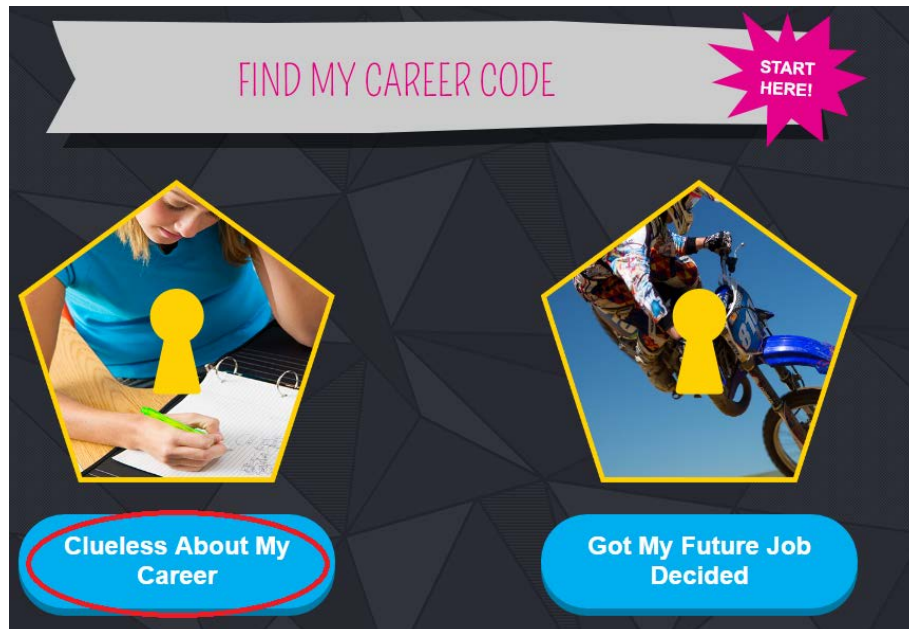 FIND MY CAREER CODE
START
HERE!
Clueless About My
Career
Got My Future Job
Decided